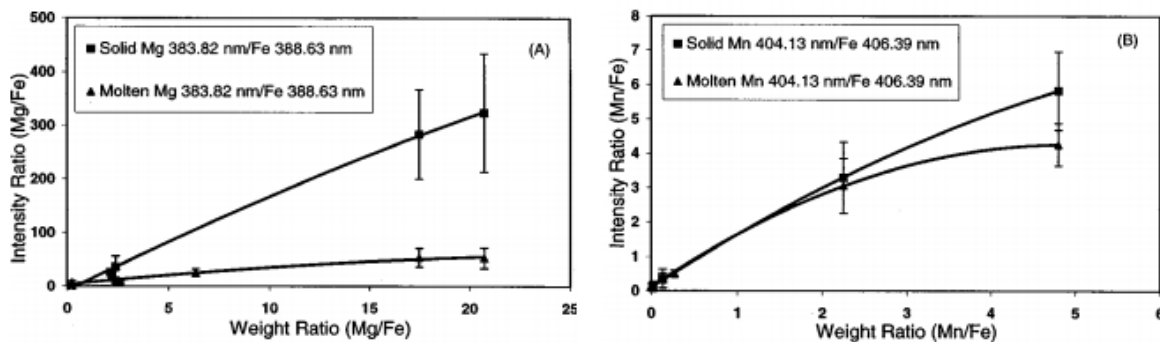 500
400
300
200
100
0
Intensity Ratio (Mg/Fe)
Solid Mg 383.82 nm/Fe 388.63 nm
Molten Mg 383.82 nm/Fe 388.63 nm
(A)
0 5 10 15 20 25
Weight Ratio (Mg/Fe)
8
7
6
5
4
3
2
1
0
Intensity Ratio (Mn/Fe)
Solid Mn 404.13 nm/Fe 406.39 nm
Molten Mn 404.13 nm/Fe 406.39 nm
(B)
0 1 2 3 4 5 6
Weight Ratio (Mn/Fe)